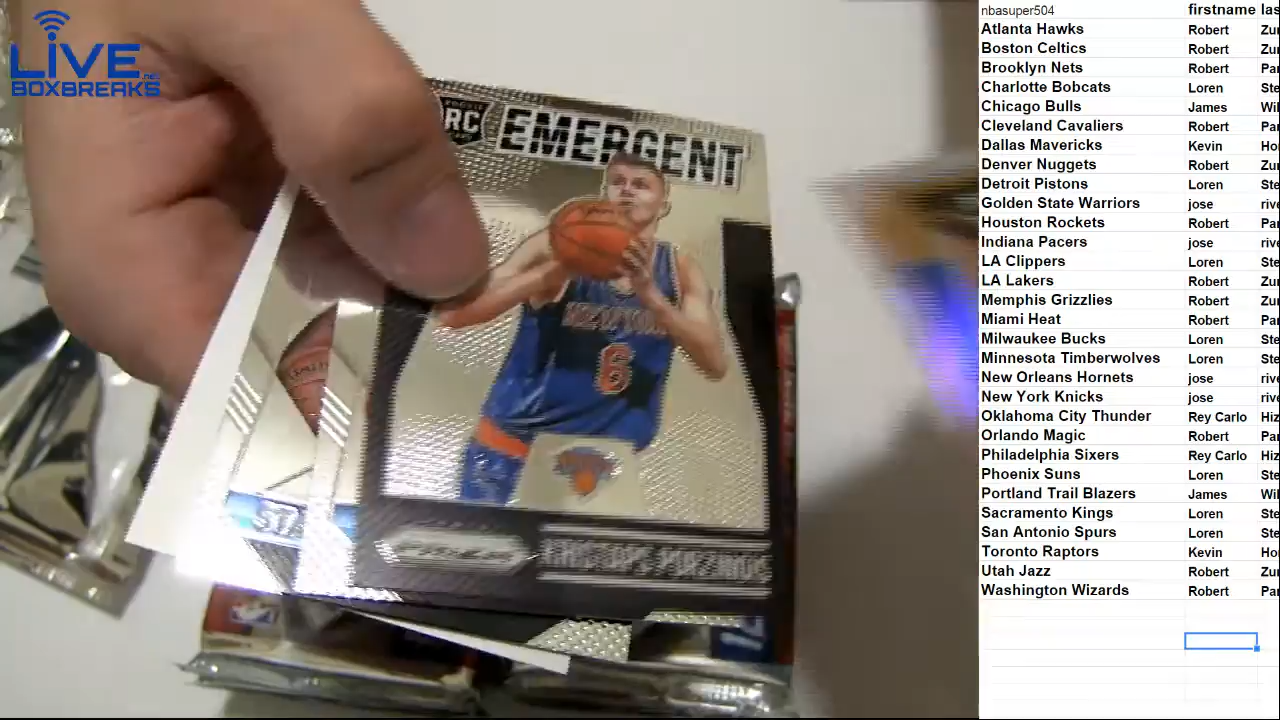 LIVE.net
BOXBREAKS
ROOKIE
RC
EMERGENT
NEW YORK
6
PRIZM
KRISTAPS PORZINGIS
nbasuper504 firstname
Atlanta Hawks Robert
Boston Celtics Robert
Brooklyn Nets Robert
Charlotte Bobcats Loren
Chicago Bulls James
Cleveland Cavaliers Robert
Dallas Mavericks Kevin
Denver Nuggets Robert
Detroit Pistons Loren
Golden State Warriors jose
Houston Rockets Robert
Indiana Pacers jose
LA Clippers Loren
LA Lakers Robert
Memphis Grizzlies Robert
Miami Heat Robert
Milwaukee Bucks Loren
Minnesota Timberwolves Loren
New Orleans Hornets jose
New York Knicks jose
Oklahoma City Thunder Rey Carlo
Orlando Magic Robert
Philadelphia Sixers Rey Carlo
Phoenix Suns Loren
Portland Trail Blazers James
Sacramento Kings Loren
San Antonio Spurs Loren
Toronto Raptors Kevin
Utah Jazz Robert
Washington Wizards Robert